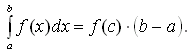 ∫ₐᵇ f(x)dx = f(c) · (b − a).